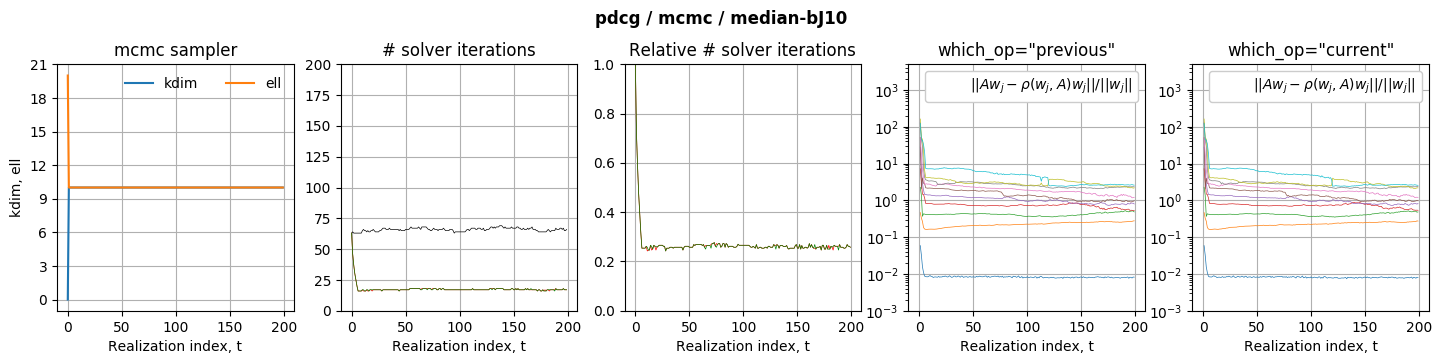 pdcg / mcmc / median-bJ10
mcmc sampler
kdim, ell
21
18
15
12
9
6
3
0
kdim
ell
0 50 100 150 200
Realization index, t
# solver iterations
200
175
150
125
100
75
50
25
0
0 50 100 150 200
Realization index, t
Relative # solver iterations
1.0
0.8
0.6
0.4
0.2
0.0
0 50 100 150 200
Realization index, t
which_op="previous"
||Aw_j − ρ(w_j, A)w_j||/||w_j||
10^3
10^2
10^1
10^0
10^−1
10^−2
10^−3
0 50 100 150 200
Realization index, t
which_op="current"
||Aw_j − ρ(w_j, A)w_j||/||w_j||
10^3
10^2
10^1
10^0
10^−1
10^−2
10^−3
0 50 100 150 200
Realization index, t